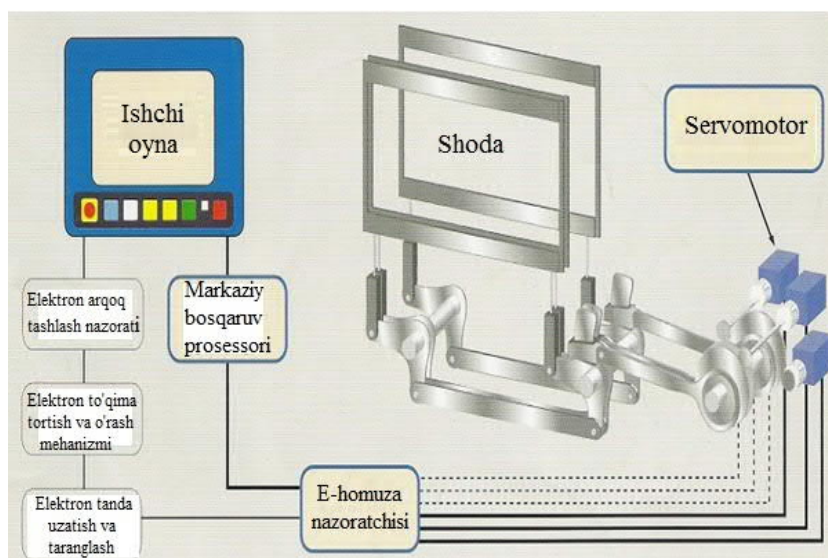 Ishchi
oyna
Shoda
Servomotor
Elektron arqoq
tashlash nazorati
Markaziy
bosqaruv
prosessori
Elektron to'qima
tortish va o'rash
mehanizmi
Elektron tanda
uzatish va
taranglash
E-homuza
nazoratchisi